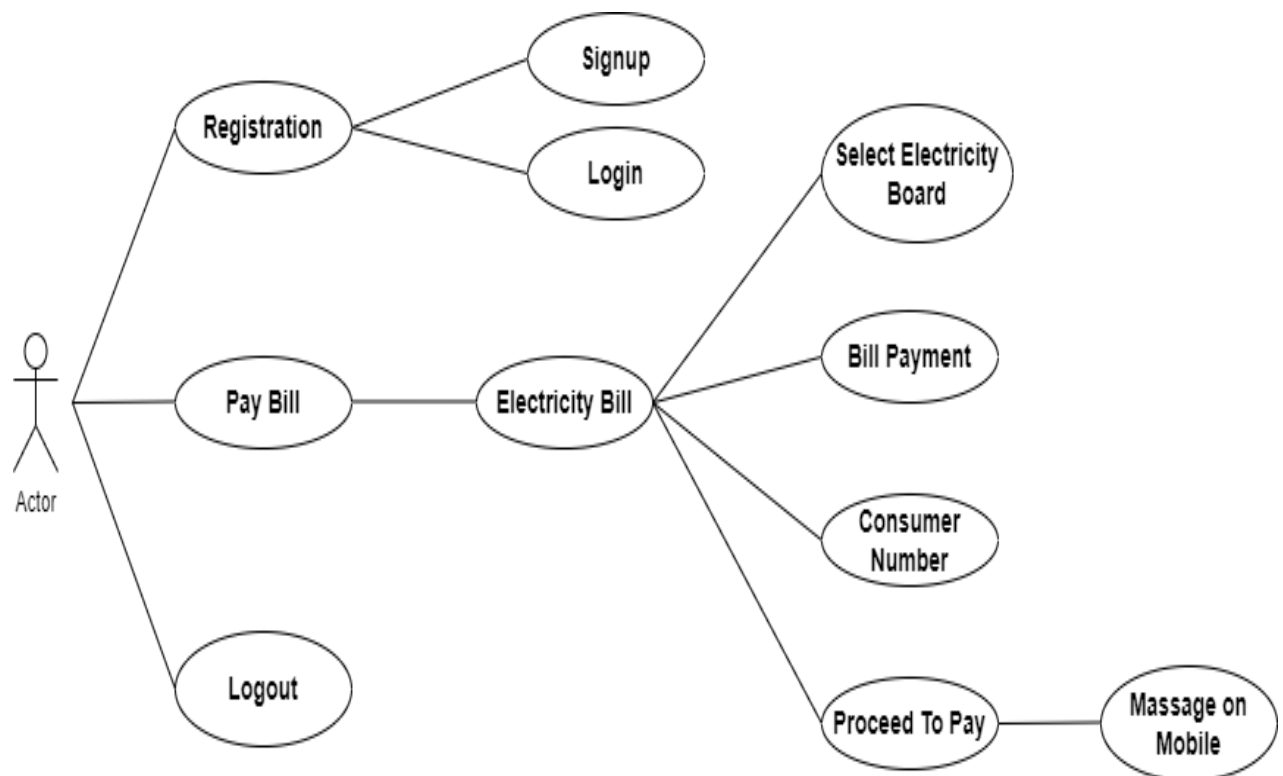 Signup
Registration
Login
Select Electricity
Board
Bill Payment
Pay Bill
Electricity Bill
Actor
Consumer
Number
Logout
Proceed To Pay
Massage on
Mobile